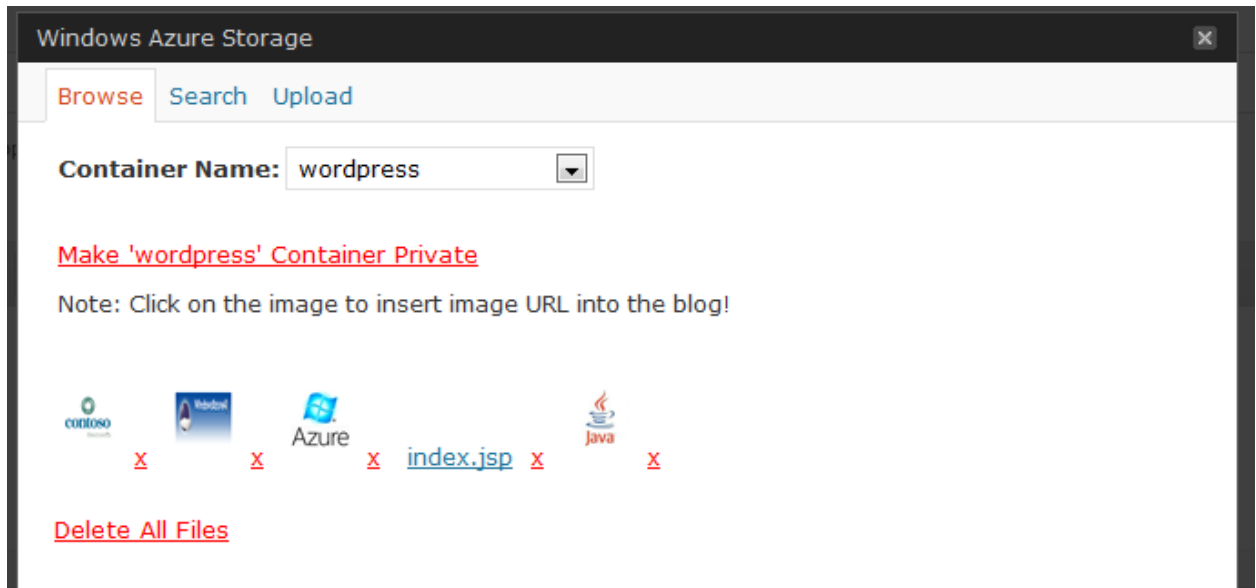 Windows Azure Storage
Browse Search Upload
Container Name: wordpress
Make 'wordpress' Container Private
Note: Click on the image to insert image URL into the blog!
contoso
Azure
Java
x x x index.jsp x x
Delete All Files